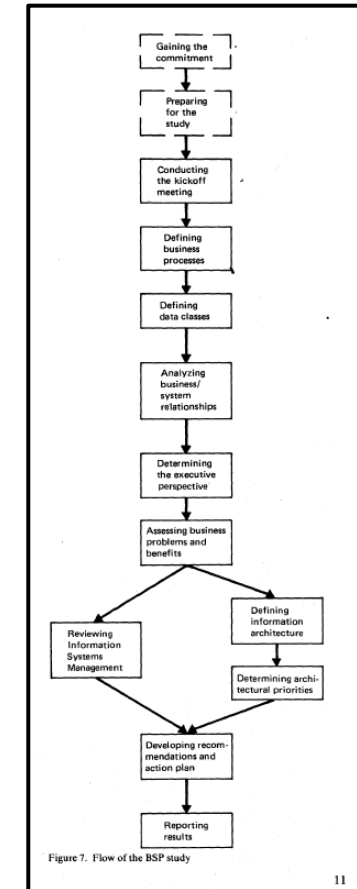 Gaining the
commitment
Preparing
for the
study
Conducting
the kickoff
meeting
Defining
business
processes
Defining
data classes
Analyzing
business/
system
relationships
Determining
the executive
perspective
Assessing business
problems and
benefits
Reviewing
Information
Systems
Management
Defining
information
architecture
Determining archi-
tectural priorities
Developing recom-
mendations and
action plan
Reporting
results
Figure 7. Flow of the BSP study
11